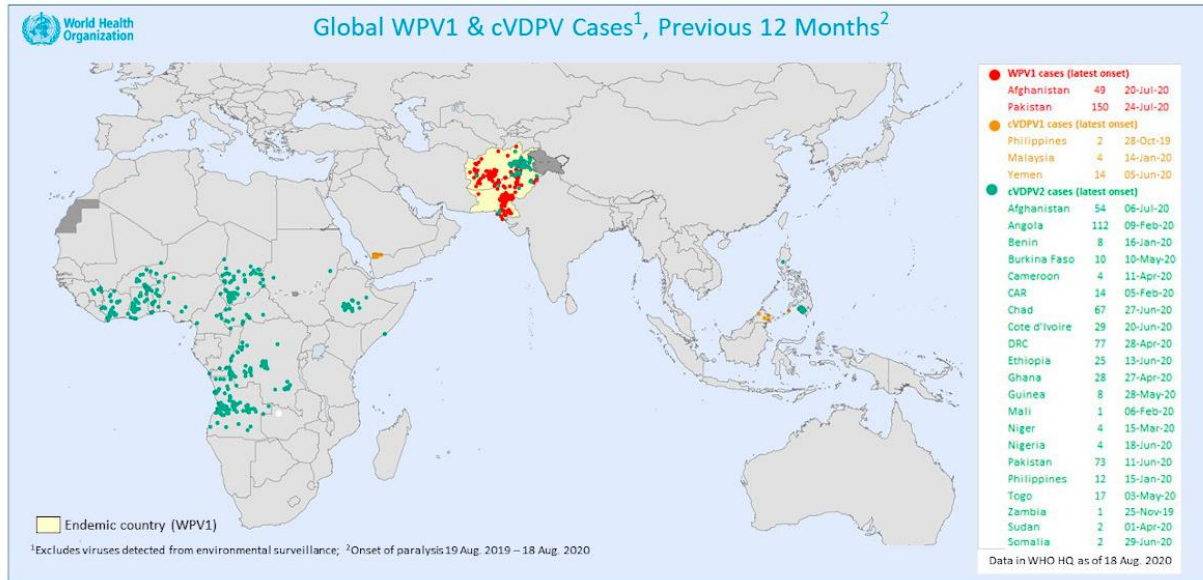 World Health
Organization
Global WPV1 & cVDPV Cases¹, Previous 12 Months²
WPV1 cases (latest onset)
Afghanistan 49 20-Jul-20
Pakistan 150 24-Jul-20
cVDPV1 cases (latest onset)
Philippines 2 28-Oct-19
Malaysia 4 14-Jan-20
Yemen 14 05-Jun-20
cVDPV2 cases (latest onset)
Afghanistan 54 06-Jul-20
Angola 112 09-Feb-20
Benin 8 16-Jan-20
Burkina Faso 10 10-May-20
Cameroon 4 11-Apr-20
CAR 14 05-Feb-20
Chad 67 27-Jun-20
Cote d'Ivoire 29 20-Jun-20
DRC 77 28-Apr-20
Ethiopia 25 13-Jun-20
Ghana 28 27-Apr-20
Guinea 8 28-May-20
Mali 1 06-Feb-20
Niger 4 15-Mar-20
Nigeria 4 18-Jun-20
Pakistan 73 11-Jun-20
Philippines 12 15-Jan-20
Togo 17 03-May-20
Zambia 1 25-Nov-19
Sudan 2 01-Apr-20
Somalia 2 29-Jun-20
Data in WHO HQ as of 18 Aug. 2020
Endemic country (WPV1)
¹Excludes viruses detected from environmental surveillance; ²Onset of paralysis 19 Aug. 2019 – 18 Aug. 2020